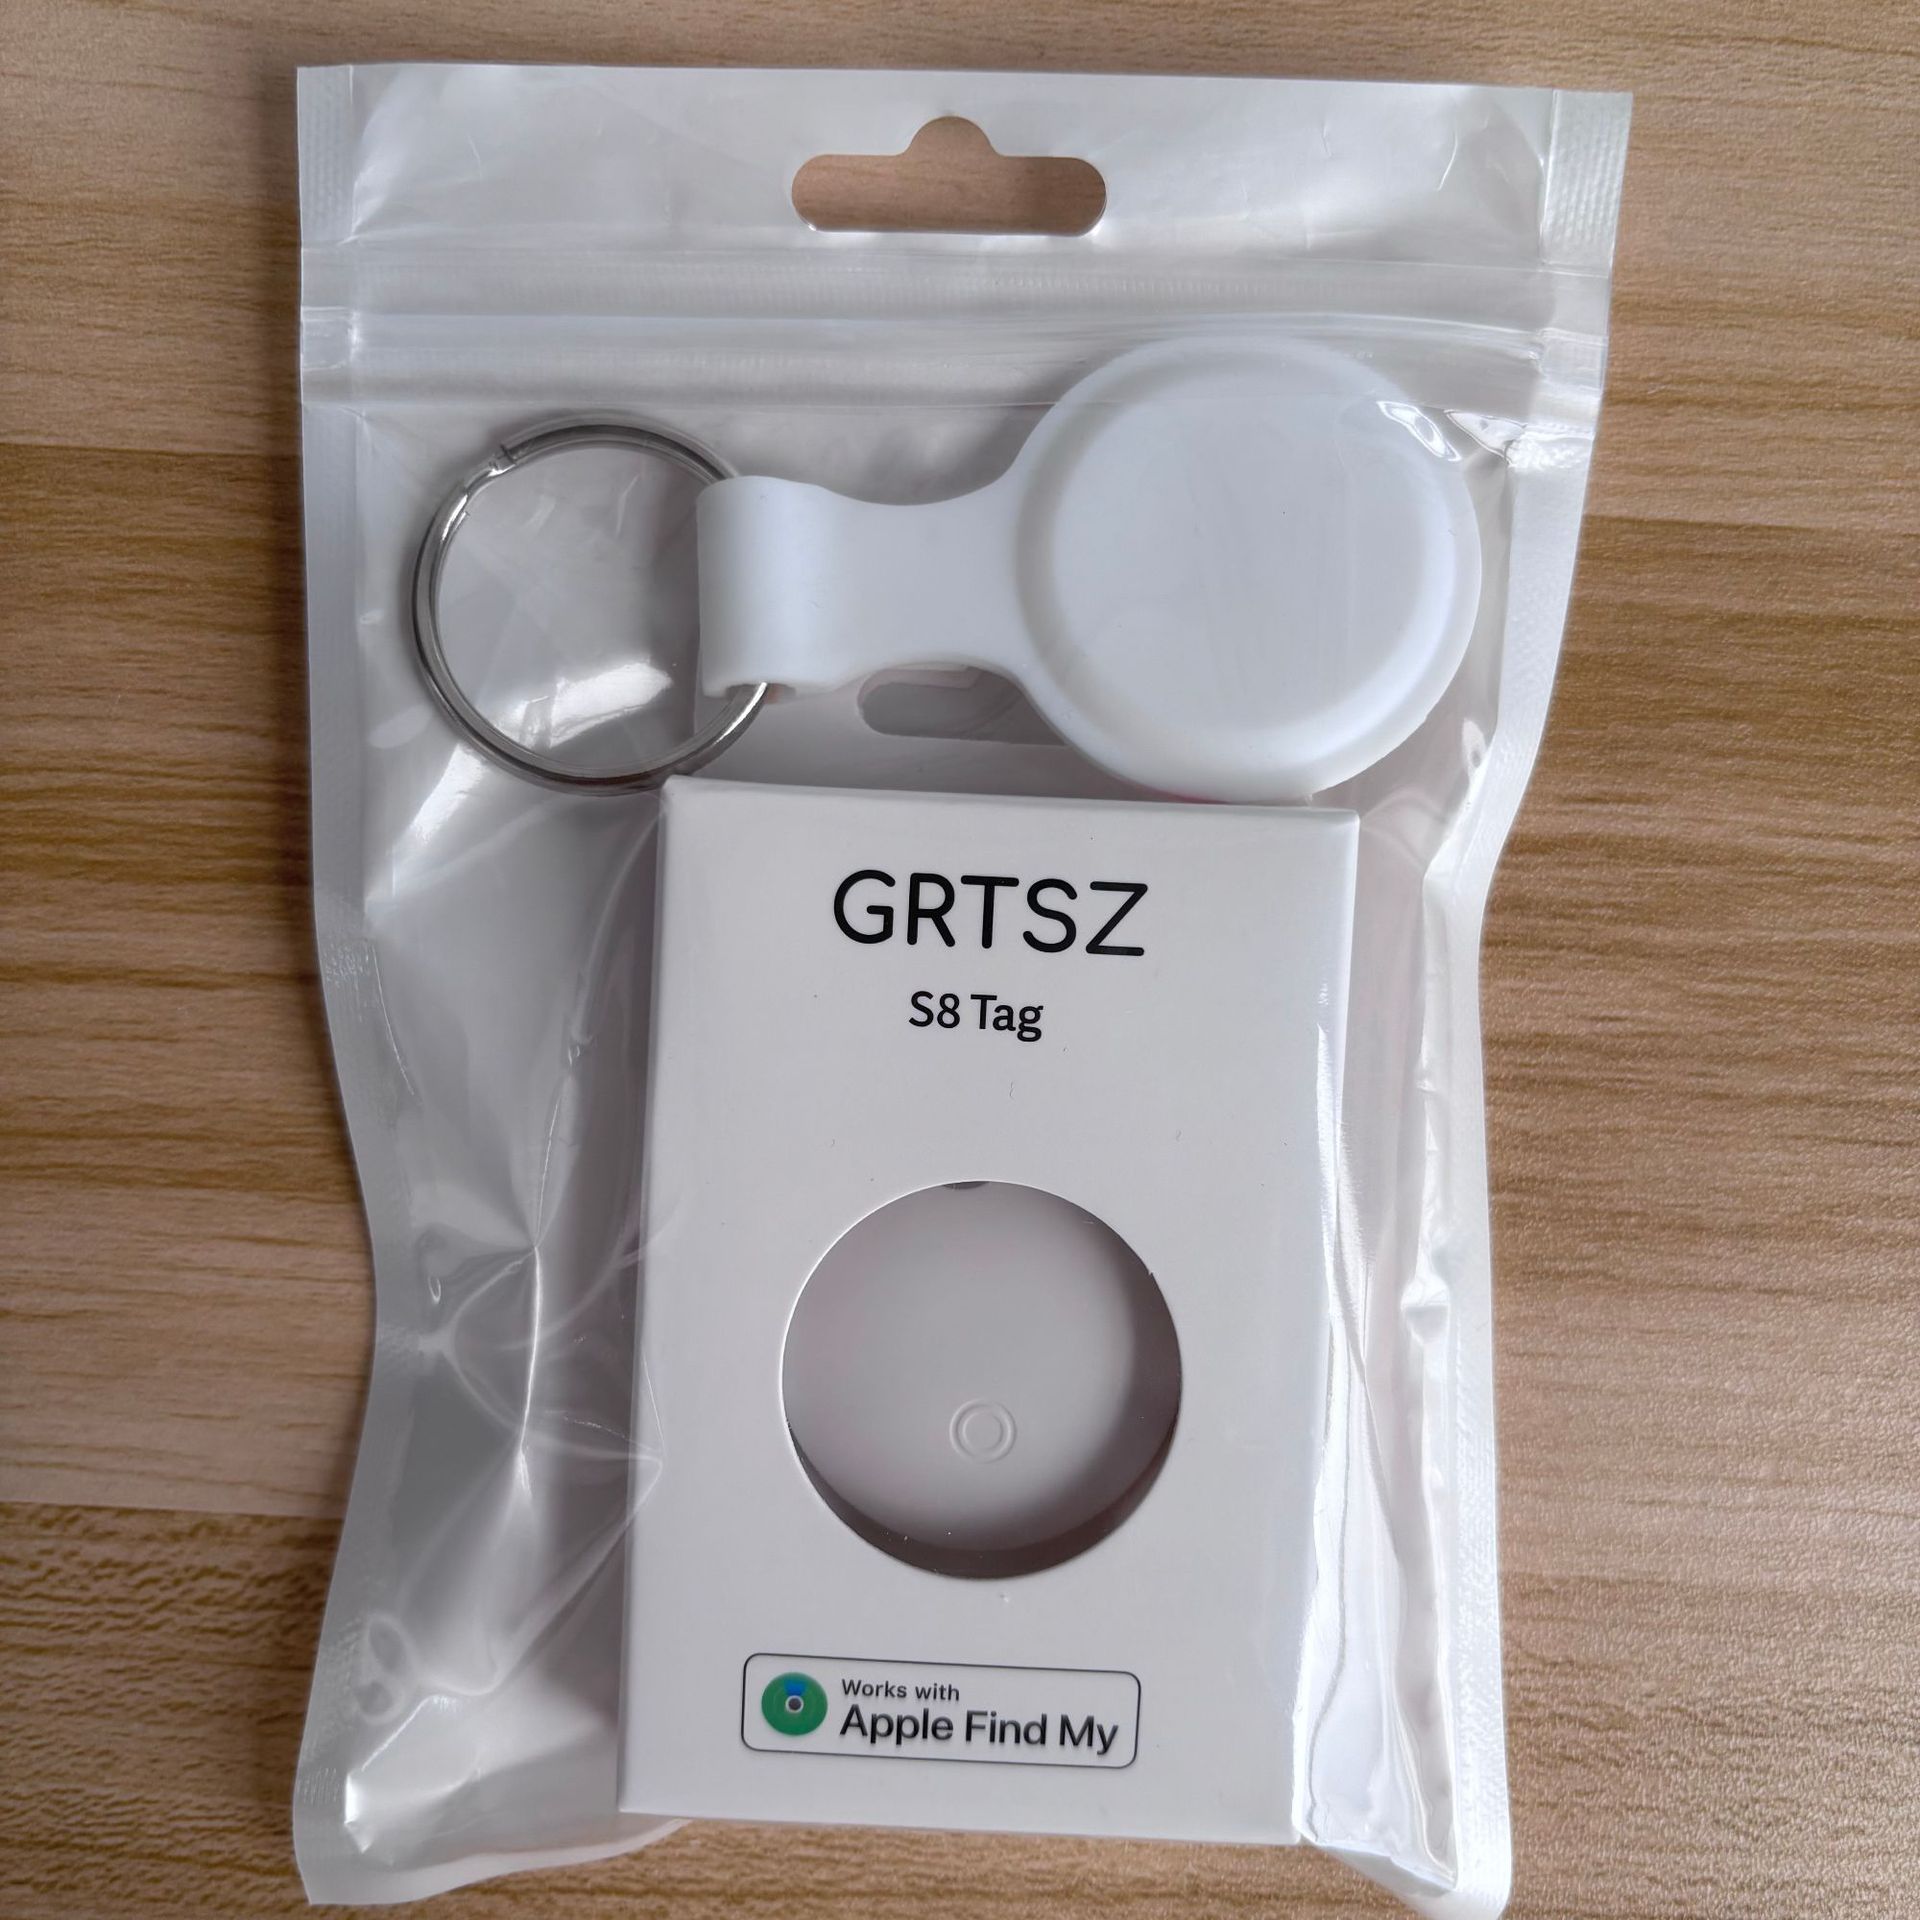 GRTSZ
S8 Tag
Works with
Apple Find My